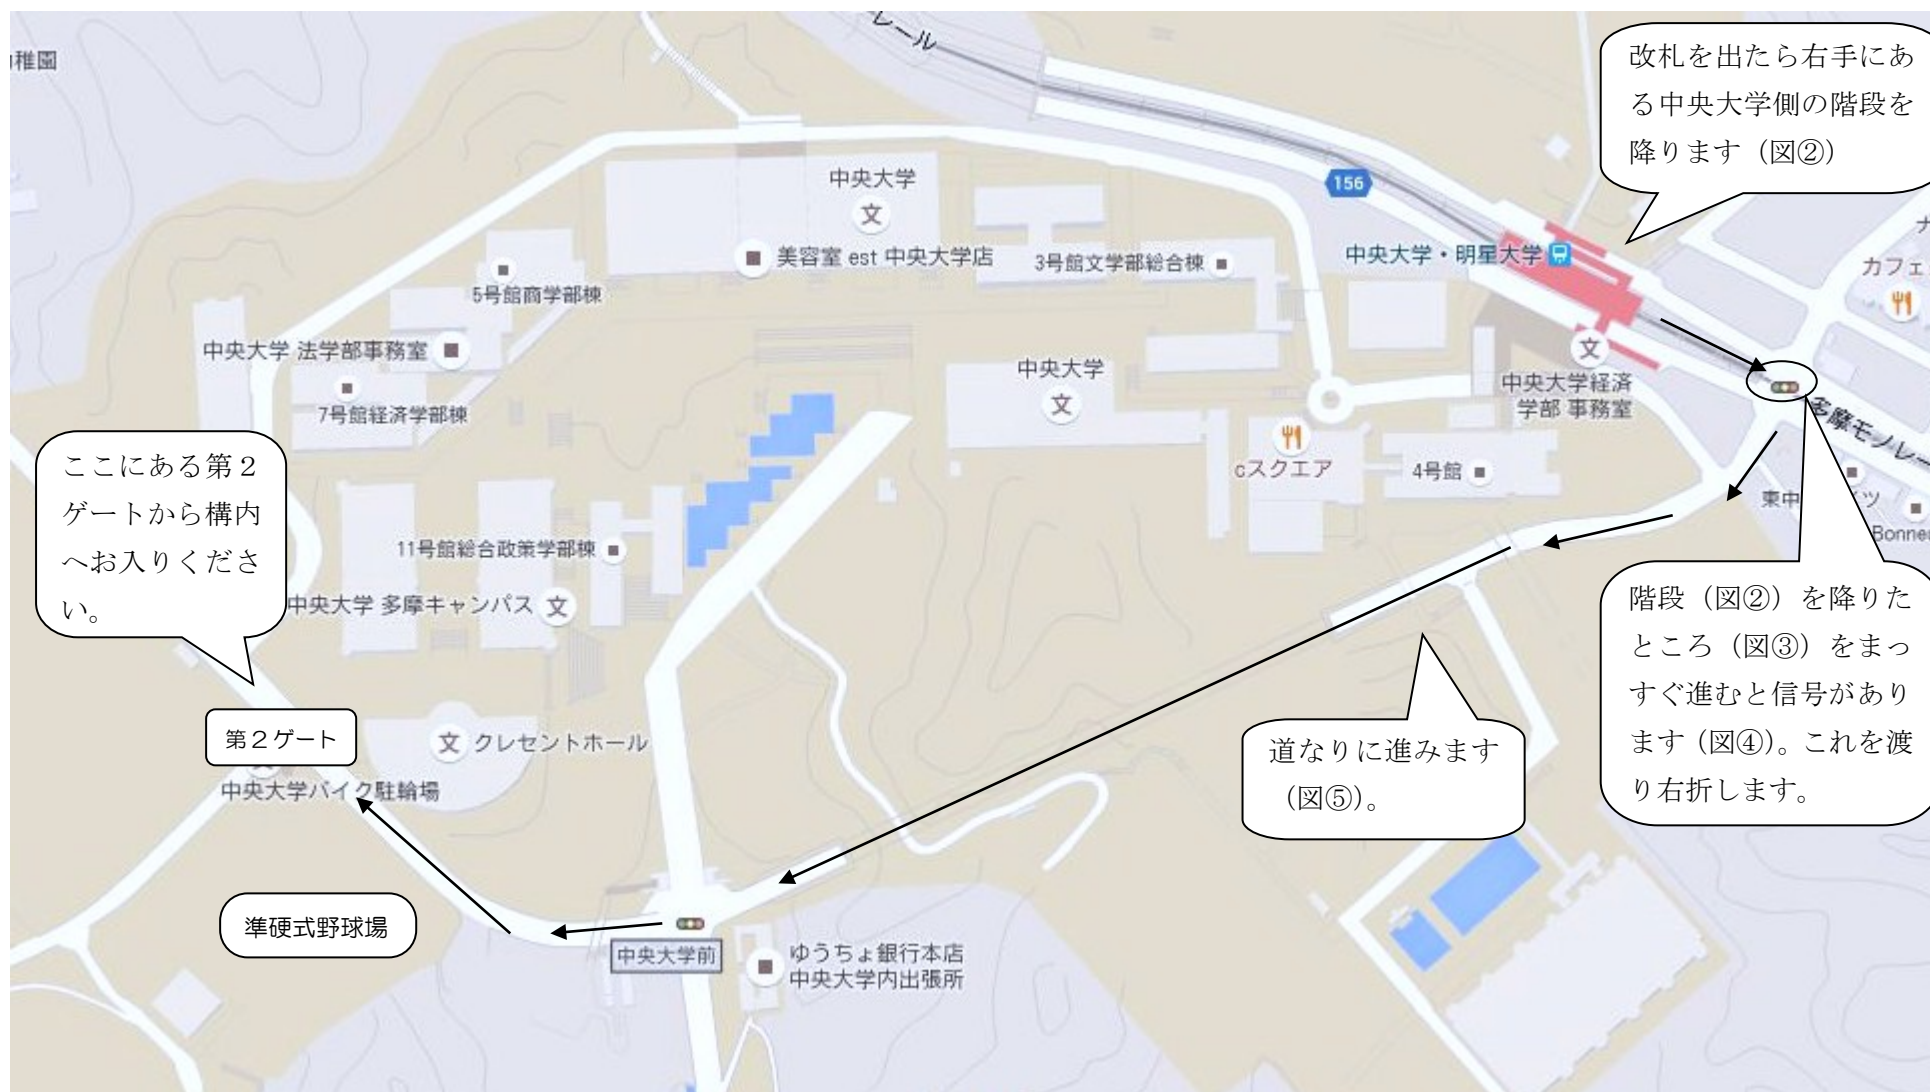 レール
稚園
改札を出たら右手にあ
る中央大学側の階段を
降ります（図②）
中央大学
156
美容室 est 中央大学店
3号館文学部総合棟
中央大学・明星大学
カフェ
5号館商学部棟
中央大学 法学部事務室
7号館経済学部棟
中央大学
中央大学経済
学部 事務室
多摩モノレー
cスクエア
4号館
東中
イツ
ここにある第２
ゲートから構内
へお入りくださ
い。
11号館総合政策学部棟
中央大学 多摩キャンパス
階段（図②）を降りた
ところ（図③）をまっ
すぐ進むと信号があり
ます（図④）。これを渡
り右折します。
第２ゲート
クレセントホール
道なりに進みます
（図⑤）。
中央大学バイク駐輪場
準硬式野球場
中央大学前
ゆうちょ銀行本店
中央大学内出張所